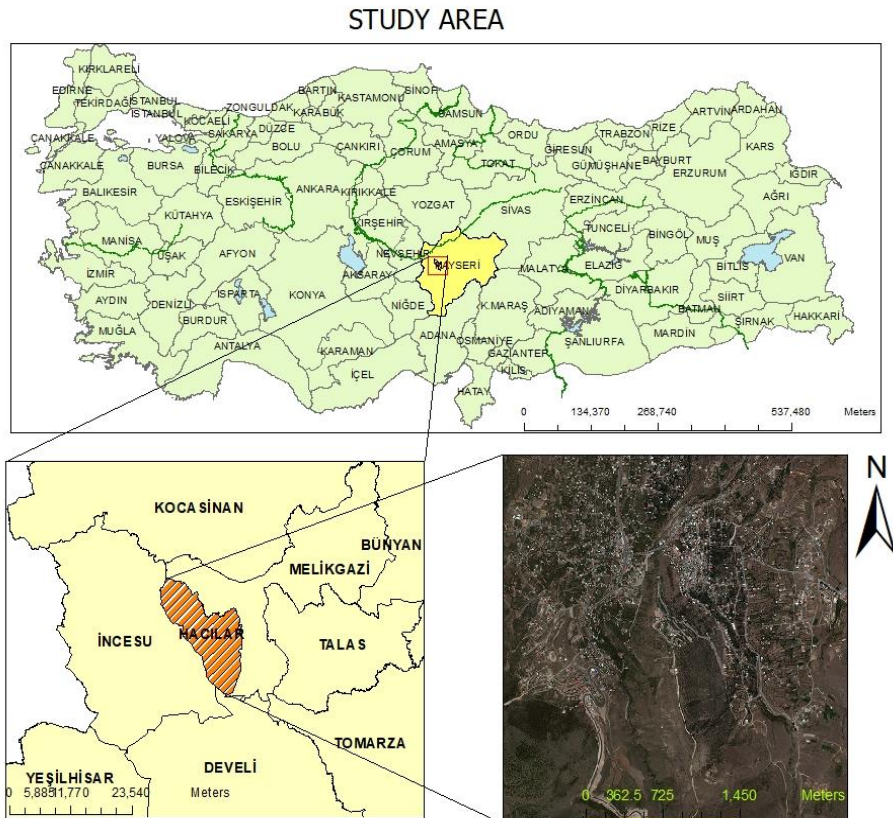 STUDY AREA
KIRKLARELİ
EDİRNE
TEKİRDAĞ
İSTANBUL
İSTANBUL
KOCAELİ
YALOVA
SAKARYA
ZONGULDAK
DÜZCE
BARTIN
KARABÜK
KASTAMONU
SİNOP
SAMSUN
ORDU
GİRESUN
TRABZON
RİZE
ARTVİN
ARDAHAN
KARS
IĞDIR
ÇANAKKALE
ÇANAKKALE
BURSA
BİLECİK
BOLU
ÇANKIRI
ÇORUM
AMASYA
TOKAT
GÜMÜŞHANE
BAYBURT
ERZURUM
AĞRI
BALIKESİR
KÜTAHYA
ESKİŞEHİR
ANKARA
KIRIKKALE
YOZGAT
SİVAS
ERZİNCAN
TUNCELİ
BİNGÖL
MUŞ
MANİSA
UŞAK
AFYON
KIRŞEHİR
NEVŞEHİR
KAYSERİ
MALATYA
ELAZIĞ
BİTLİS
VAN
İZMİR
AYDIN
DENİZLİ
ISPARTA
KONYA
AKSARAY
NİĞDE
K.MARAŞ
ADIYAMAN
DİYARBAKIR
BATMAN
SİİRT
ŞIRNAK
HAKKARİ
MUĞLA
BURDUR
ANTALYA
KARAMAN
İÇEL
ADANA
OSMANİYE
GAZİANTEP
KİLİS
ŞANLIURFA
MARDİN
HATAY
0 134,370 268,740 537,480 Meters
KOCASİNAN
BÜNYAN
MELİKGAZİ
İNCESU
HACILAR
TALAS
TOMARZA
DEVELİ
YEŞİLHİSAR
0 5,88511,770 23,540 Meters
N
0 362.5 725 1,450 Meters